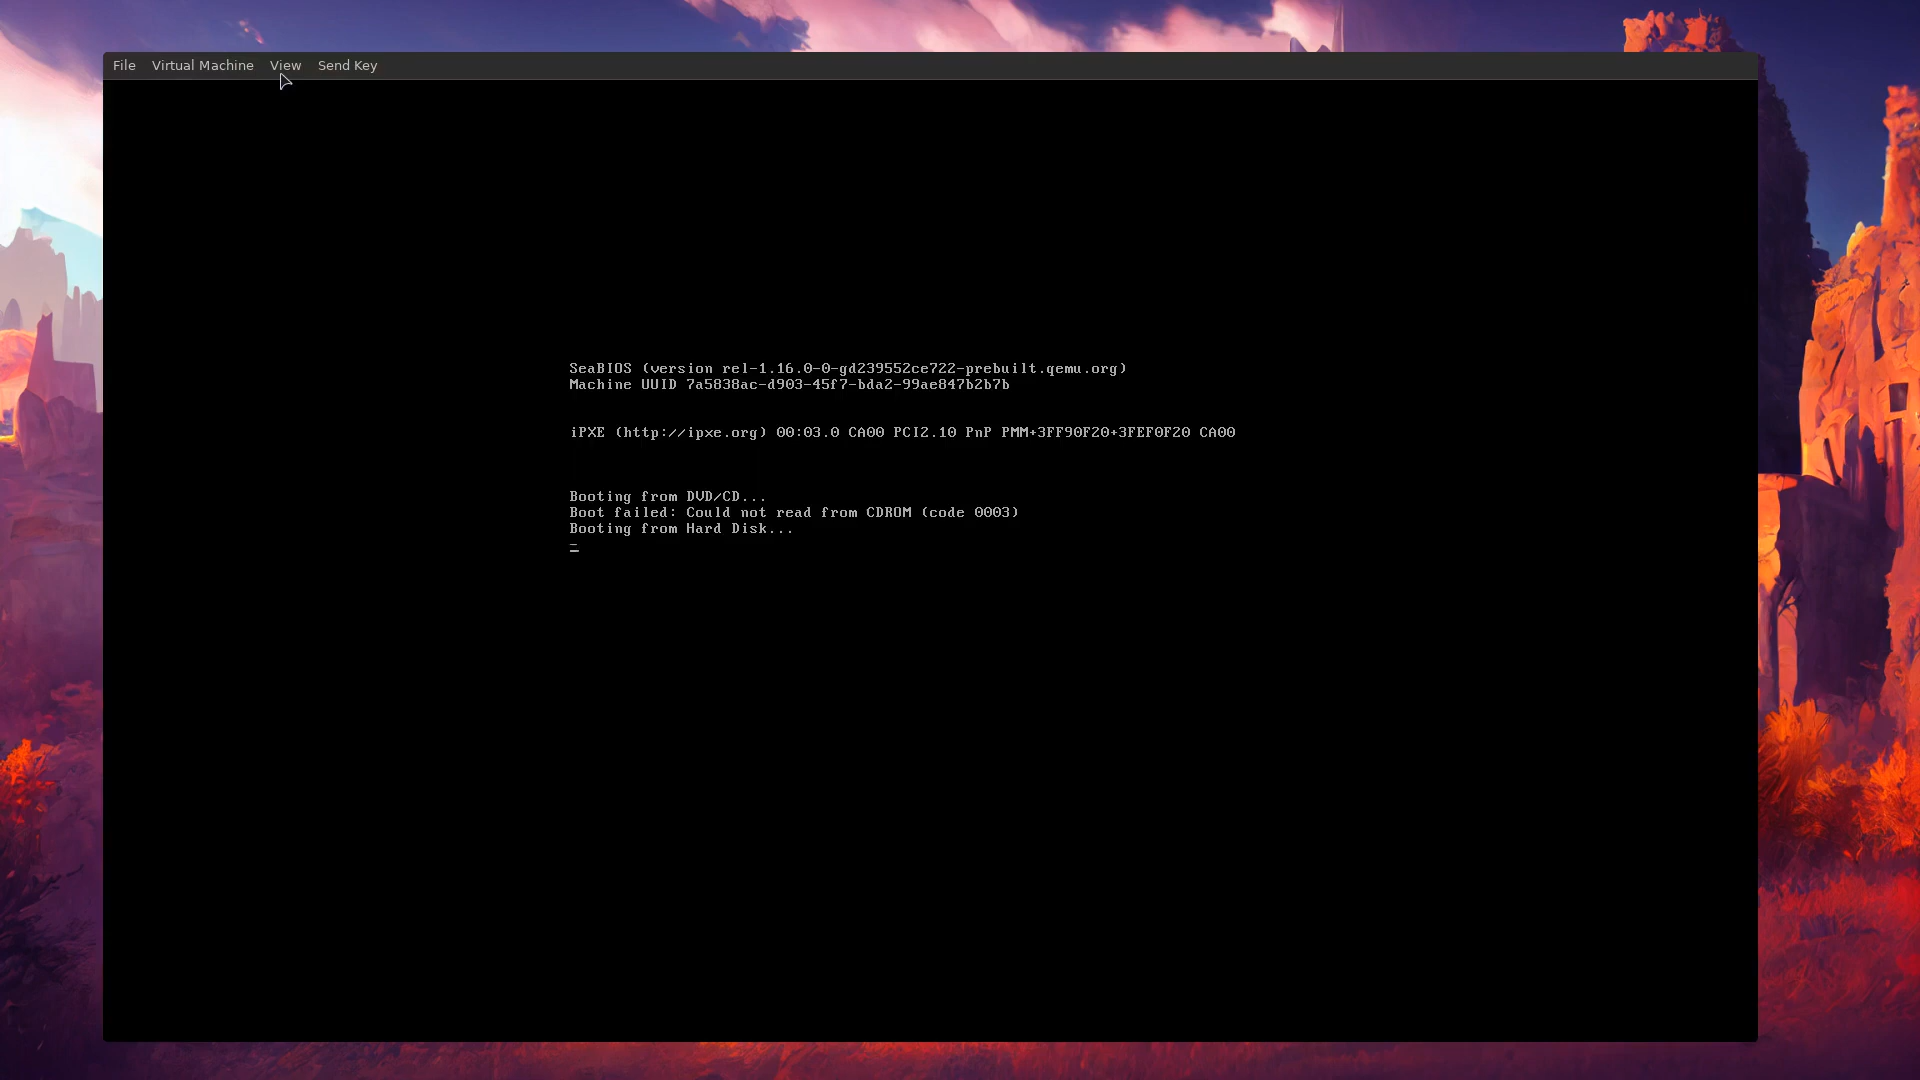 File Virtual Machine View Send Key
SeaBIOS (version rel-1.16.0-0-gd239552ce722-prebuilt.qemu.org)
Machine UUID 7a5838ac-d903-45f7-bda2-99ae847b2b7b
iPXE (http://ipxe.org) 00:03.0 CA00 PCI2.10 PnP PMM+3FF90F20+3FEF0F20 CA00
Booting from DVD/CD...
Boot failed: Could not read from CDROM (code 0003)
Booting from Hard Disk...